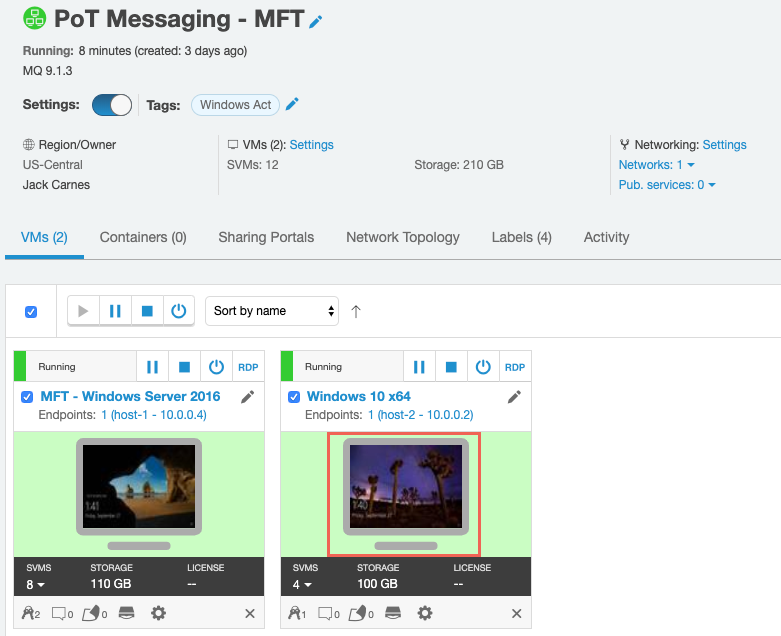 PoT Messaging - MFT
Running: 8 minutes (created: 3 days ago)
MQ 9.1.3
Settings: Tags: Windows Act
Region/Owner
US-Central
Jack Carnes
VMs (2): Settings
SVMs: 12 Storage: 210 GB
Networking: Settings
Networks: 1
Pub. services: 0
VMs (2) Containers (0) Sharing Portals Network Topology Labels (4) Activity
Sort by name
Running RDP
MFT - Windows Server 2016
Endpoints: 1 (host-1 - 10.0.0.4)
1:41
SVMS STORAGE LICENSE
8 110 GB --
2 0 0
Running RDP
Windows 10 x64
Endpoints: 1 (host-2 - 10.0.0.2)
1:40
SVMS STORAGE LICENSE
4 100 GB --
1 0 0